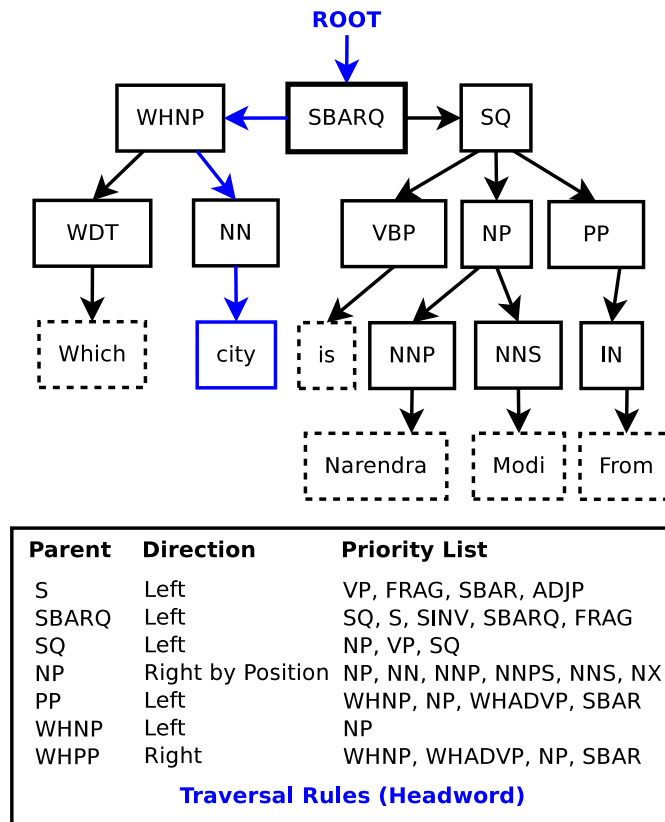 ROOT
WHNP SBARQ SQ
WDT NN VBP NP PP
Which city is NNP NNS IN
Narendra Modi From
Parent Direction Priority List
S Left VP, FRAG, SBAR, ADJP
SBARQ Left SQ, S, SINV, SBARQ, FRAG
SQ Left NP, VP, SQ
NP Right by Position NP, NN, NNP, NNPS, NNS, NX
PP Left WHNP, NP, WHADVP, SBAR
WHNP Left NP
WHPP Right WHNP, WHADVP, NP, SBAR
Traversal Rules (Headword)